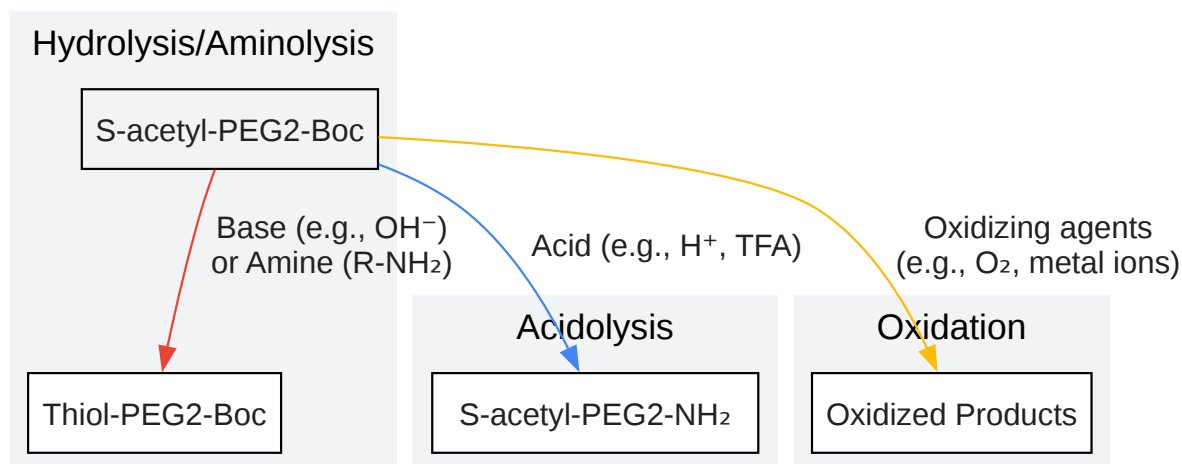 Hydrolysis/Aminolysis
S-acetyl-PEG2-Boc
Base (e.g., OH⁻)
or Amine (R-NH₂)
Acid (e.g., H⁺, TFA)
Oxidizing agents
(e.g., O₂, metal ions)
Acidolysis
Oxidation
Thiol-PEG2-Boc
S-acetyl-PEG2-NH₂
Oxidized Products